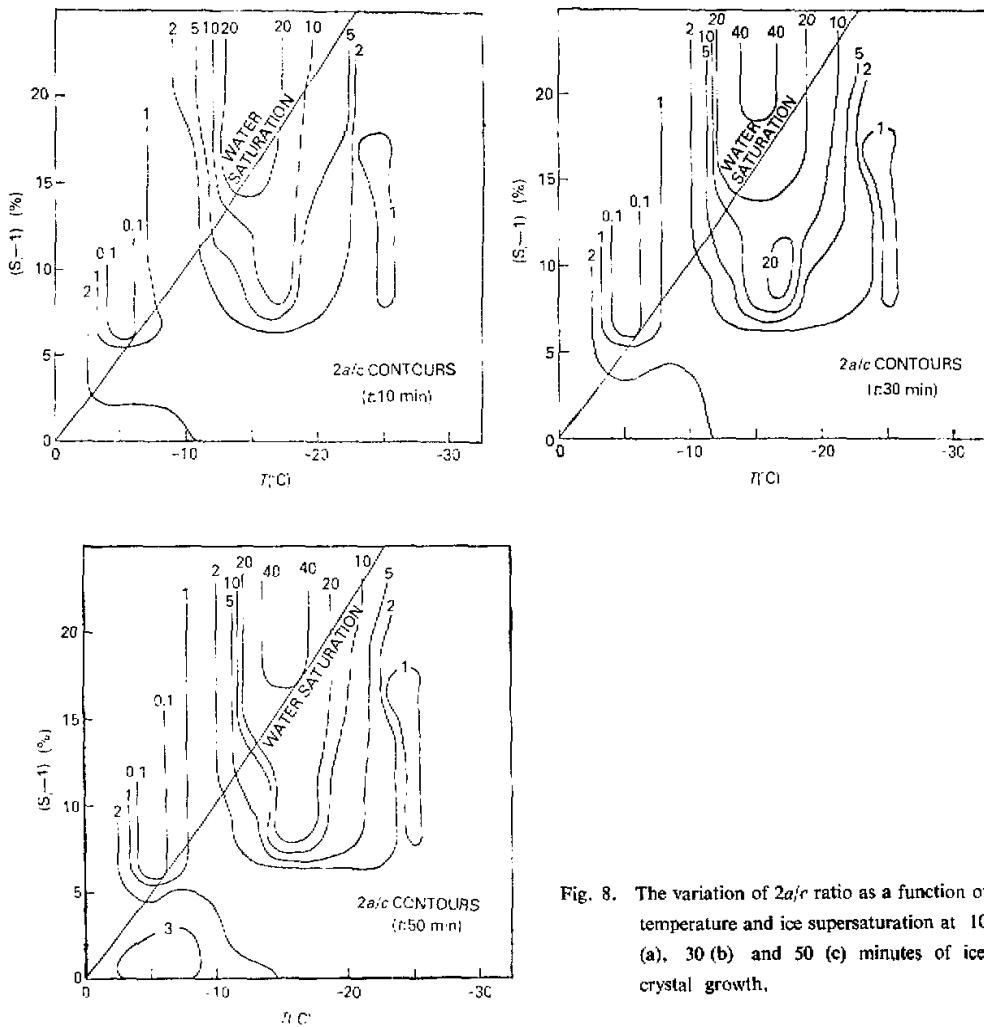 2 5 10 20 20 10 5 2
20
15
10
5
0
(Si−1) (%)
1
0.1
0.1
1
2
WATER
SATURATION
1
1
2a/c CONTOURS
(t:10 min)
0 -10 -20 -30
T(°C)
2 10 5 20 40 40 20 10 5 2
20
15
10
5
0
(Si−1) (%)
1
0.1
0.1
1
2
WATER
SATURATION
1
20
2a/c CONTOURS
(t:30 min)
0 -10 -20 -30
T(°C)
2 10 5 20 40 40 20 10 5 2
20
15
10
5
0
(Si−1) (%)
1
0.1
0.1
1
2
WATER SATURATION
1
3
2a/c CONTOURS
(t:50 min)
0 -10 -20 -30
T( C)
Fig. 8. The variation of 2a/c ratio as a function of
temperature and ice supersaturation at 10
(a), 30 (b) and 50 (c) minutes of ice
crystal growth,